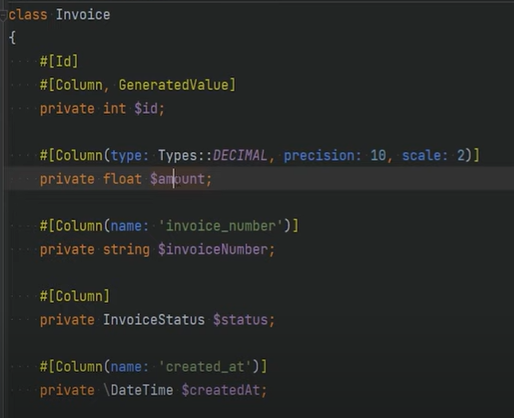 class Invoice
{
#[Id]
#[Column, GeneratedValue]
private int $id;
#[Column(type: Types::DECIMAL, precision: 10, scale: 2)]
private float $amount;
#[Column(name: 'invoice_number')]
private string $invoiceNumber;
#[Column]
private InvoiceStatus $status;
#[Column(name: 'created_at')]
private \DateTime $createdAt;